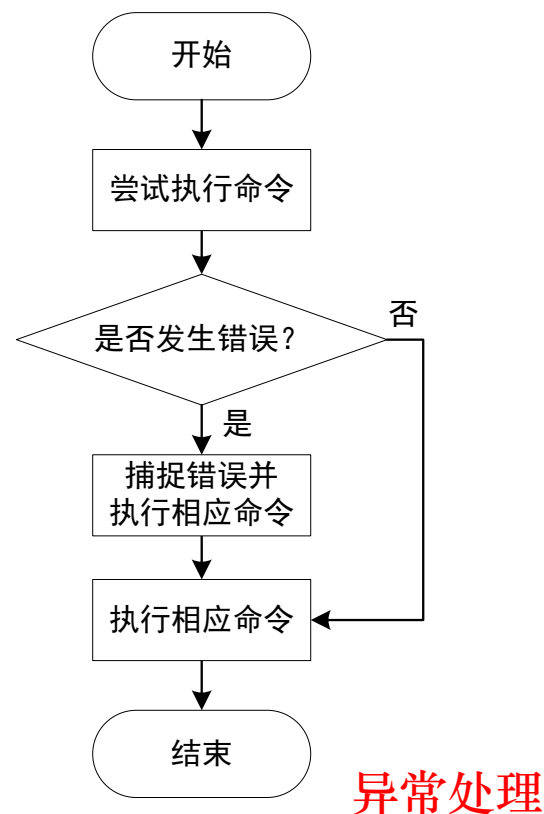 开始
尝试执行命令
是否发生错误？
否
是
捕捉错误并
执行相应命令
执行相应命令
结束
异常处理